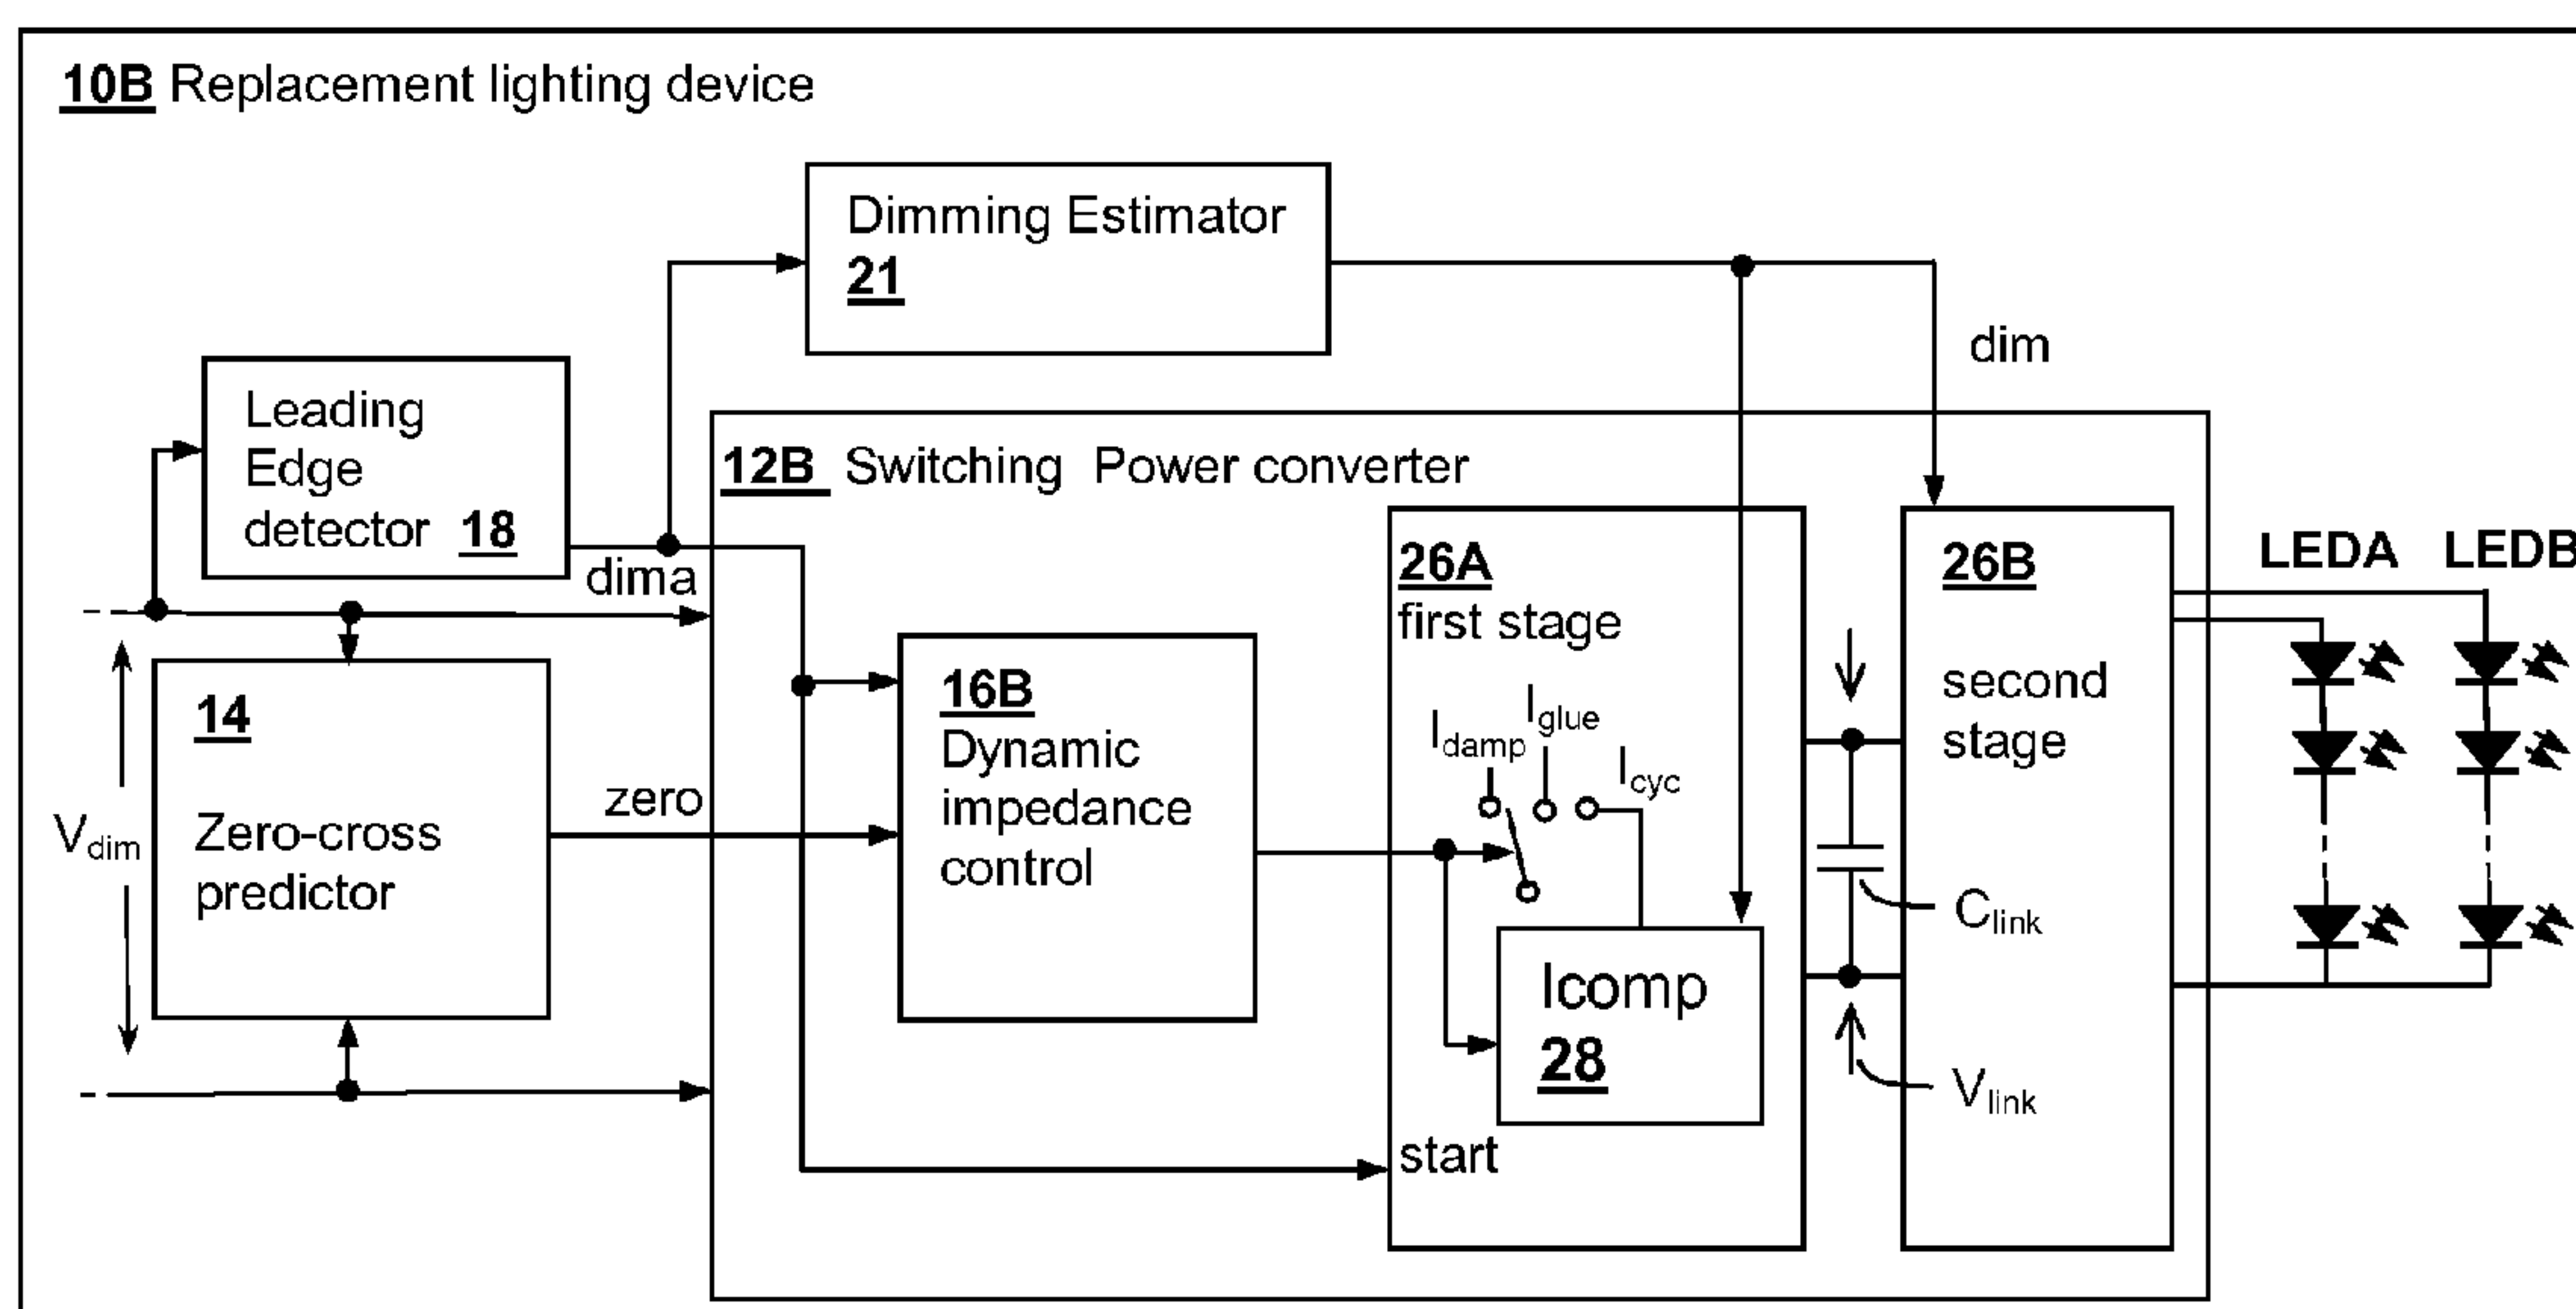 10B Replacement lighting device
Dimming Estimator
21
dim
Leading
Edge
detector 18
dima
12B Switching Power converter
26A
first stage
26B
second
stage
LEDA LEDB
14
Zero-cross
predictor
Vdim
zero
16B
Dynamic
impedance
control
Idamp
Iglue
Icyc
Icomp
28
start
Clink
Vlink